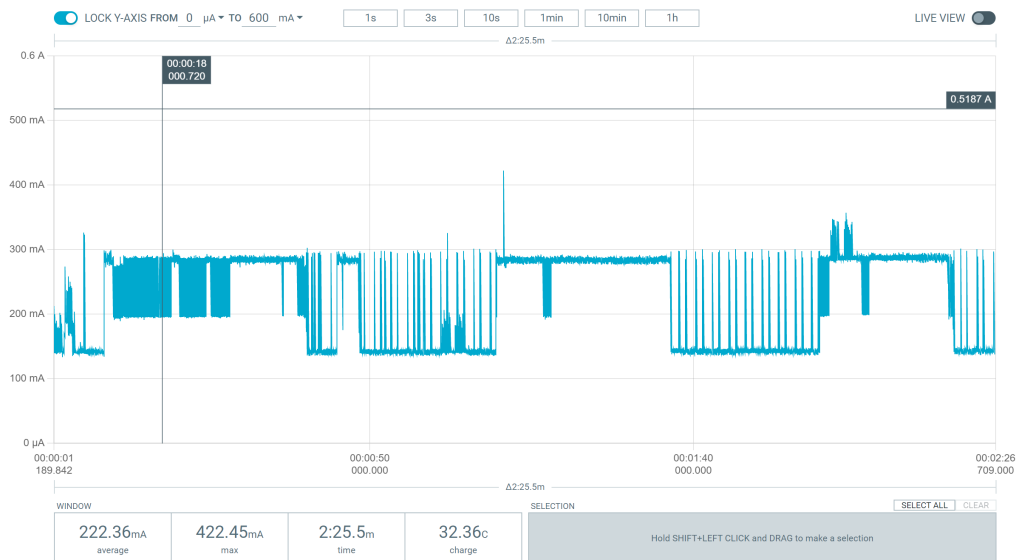 LOCK Y-AXIS FROM 0 µA TO 600 mA 1s 3s 10s 1min 10min 1h LIVE VIEW
Δ2:25.5m
0.6 A
00:00:18
000.720
0.5187 A
500 mA
400 mA
300 mA
200 mA
100 mA
0 µA
00:00:01 00:00:50 00:01:40 00:02:26
189.842 000.000 000.000 709.000
Δ2:25.5m
WINDOW SELECTION SELECT ALL CLEAR
222.36mA 422.45mA 2:25.5m 32.36C
average max time charge
Hold SHIFT+LEFT CLICK and DRAG to make a selection